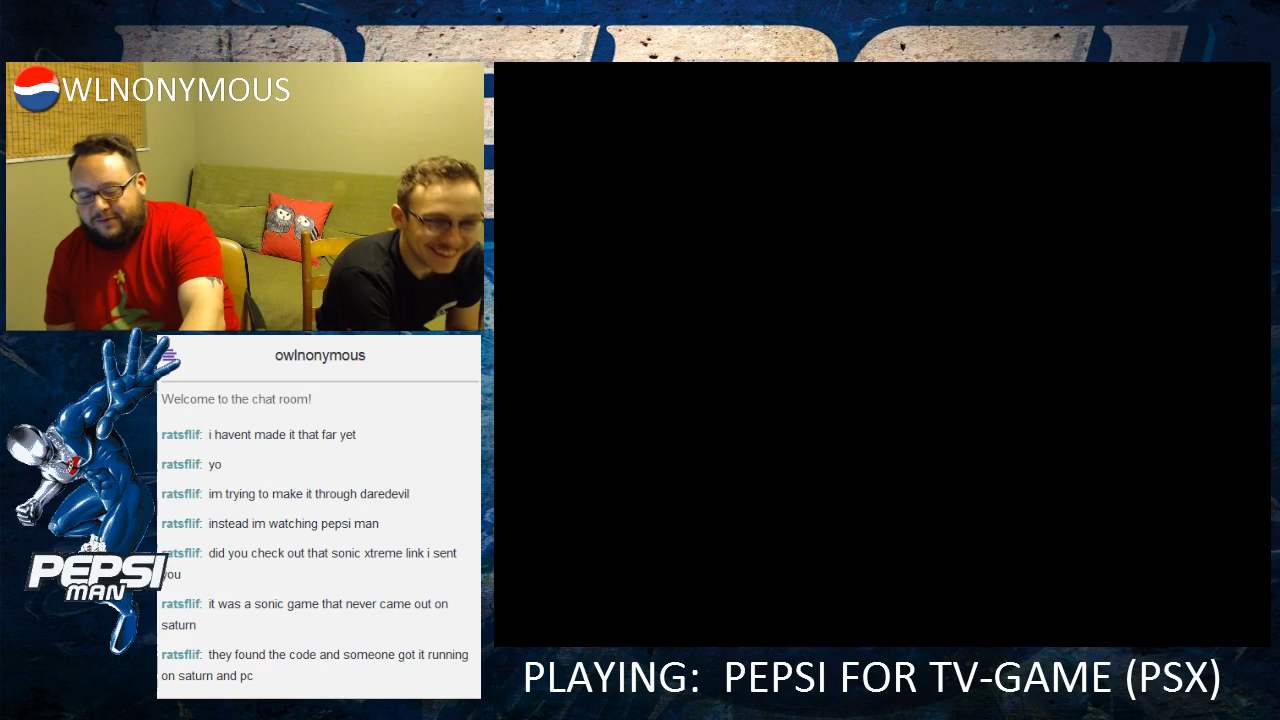 WLNONYMOUS
owlnonymous
Welcome to the chat room!
ratsflif: i havent made it that far yet
ratsflif: yo
ratsflif: im trying to make it through daredevil
ratsflif: instead im watching pepsi man
ratsflif: did you check out that sonic xtreme link i sent
you
ratsflif: it was a sonic game that never came out on
saturn
ratsflif: they found the code and someone got it running
on saturn and pc
PEPSI
MAN
PLAYING: PEPSI FOR TV-GAME (PSX)